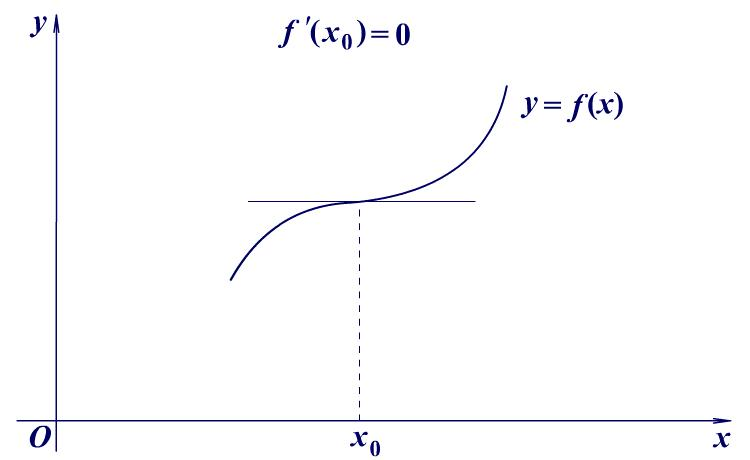 y
f ′(x₀) = 0
y = f(x)
O
x₀
x